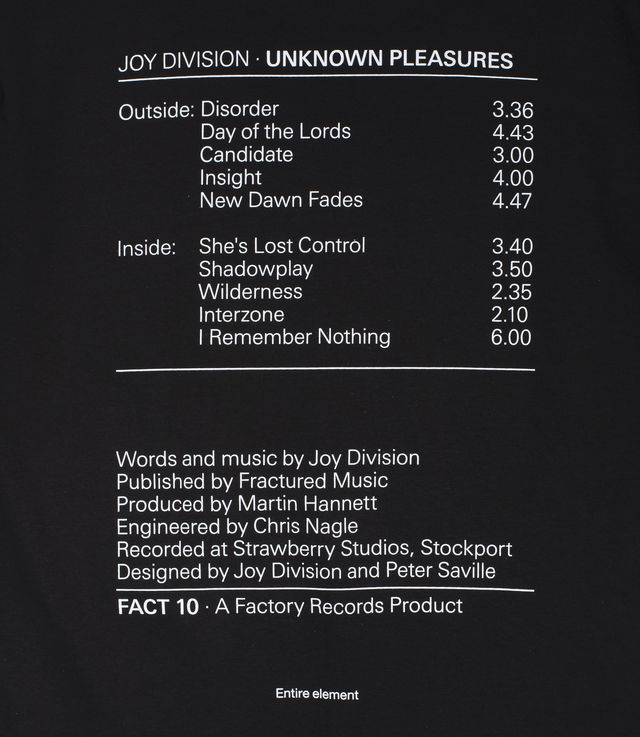 JOY DIVISION · UNKNOWN PLEASURES
Outside: Disorder 3.36
Day of the Lords 4.43
Candidate 3.00
Insight 4.00
New Dawn Fades 4.47
Inside: She's Lost Control 3.40
Shadowplay 3.50
Wilderness 2.35
Interzone 2.10
I Remember Nothing 6.00
Words and music by Joy Division
Published by Fractured Music
Produced by Martin Hannett
Engineered by Chris Nagle
Recorded at Strawberry Studios, Stockport
Designed by Joy Division and Peter Saville
FACT 10 · A Factory Records Product
Entire element